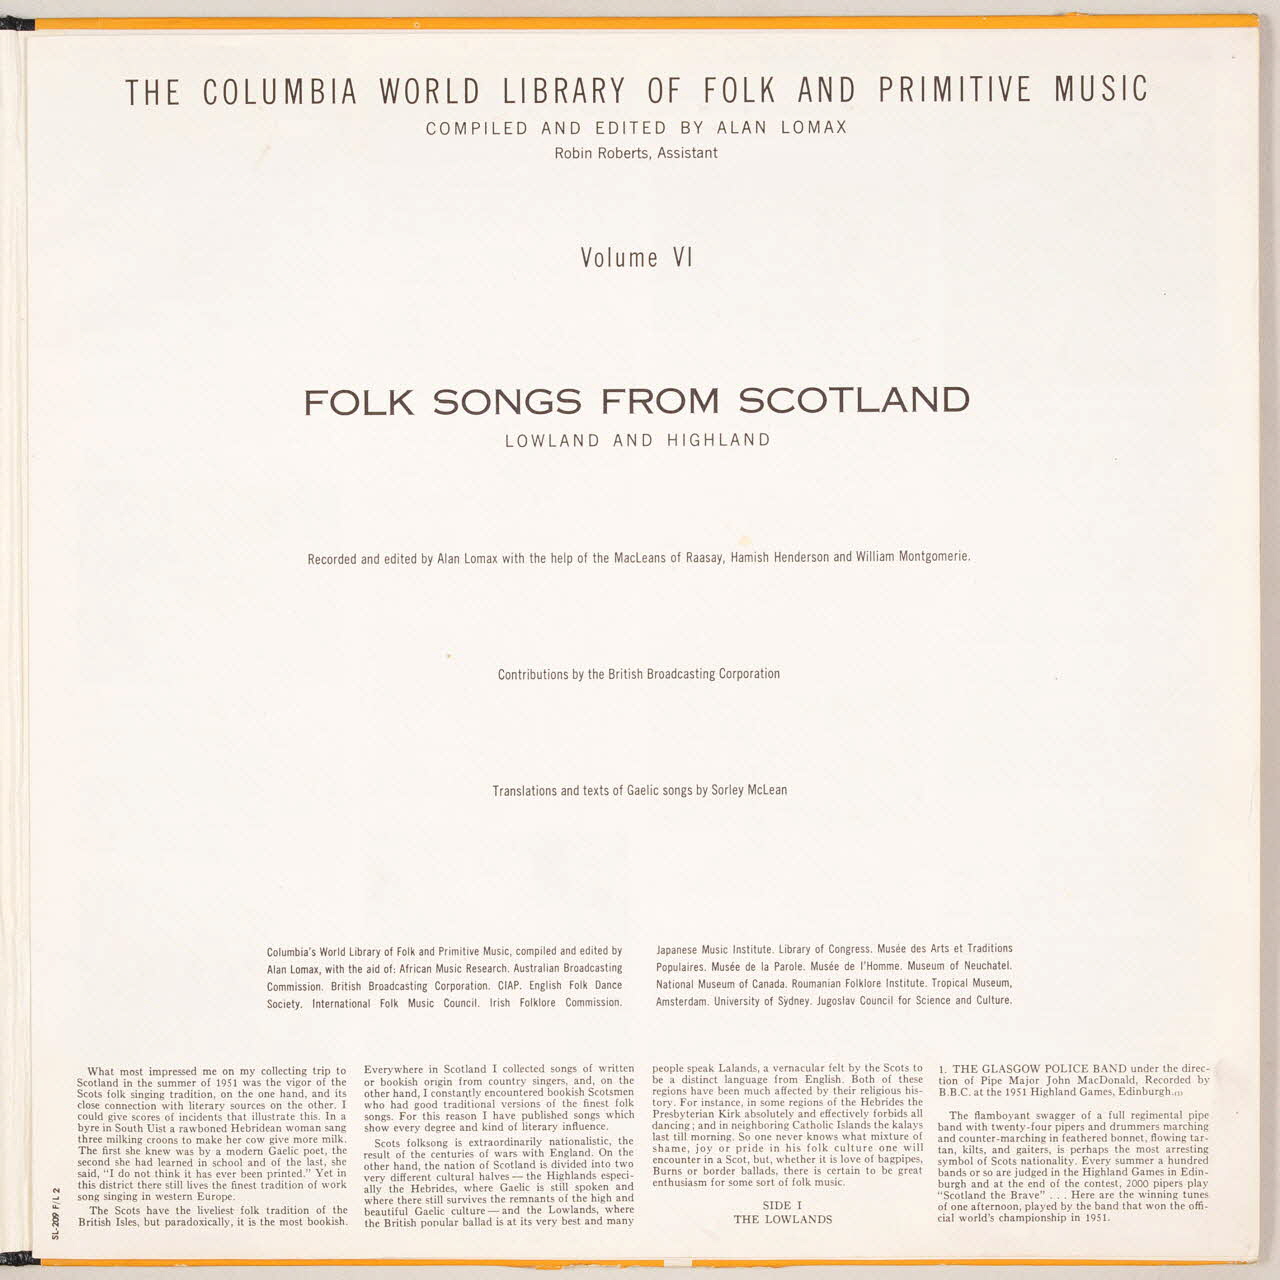 THE COLUMBIA WORLD LIBRARY OF FOLK AND PRIMITIVE MUSIC
COMPILED AND EDITED BY ALAN LOMAX
Robin Roberts, Assistant
Volume VI
FOLK SONGS FROM SCOTLAND
LOWLAND AND HIGHLAND
Recorded and edited by Alan Lomax with the help of the MacLeans of Raasay, Hamish Henderson and William Montgomerie.
Contributions by the British Broadcasting Corporation
Translations and texts of Gaelic songs by Sorley McLean
Columbia's World Library of Folk and Primitive Music, compiled and edited by
Alan Lomax, with the aid of: African Music Research. Australian Broadcasting
Commission. British Broadcasting Corporation. CIAP. English Folk Dance
Society. International Folk Music Council. Irish Folklore Commission.
Japanese Music Institute. Library of Congress. Musée des Arts et Traditions
Populaires. Musée de la Parole. Musée de l'Homme. Museum of Neuchatel.
National Museum of Canada. Roumanian Folklore Institute. Tropical Museum,
Amsterdam. University of Sydney. Jugoslav Council for Science and Culture.
What most impressed me on my collecting trip to
Scotland in the summer of 1951 was the vigor of the
Scots folk singing tradition, on the one hand, and its
close connection with literary sources on the other. I
could give scores of incidents that illustrate this. In a
byre in South Uist a rawboned Hebridean woman sang
three milking croons to make her cow give more milk.
The first she knew was by a modern Gaelic poet, the
second she had learned in school and of the last, she
said, "I do not think it has ever been printed." Yet in
this district there still lives the finest tradition of work
song singing in western Europe.
The Scots have the liveliest folk tradition of the
British Isles, but paradoxically, it is the most bookish.
Everywhere in Scotland I collected songs of written
or bookish origin from country singers, and, on the
other hand, I constantly encountered bookish Scotsmen
who had good traditional versions of the finest folk
songs. For this reason I have published songs which
show every degree and kind of literary influence.
Scots folksong is extraordinarily nationalistic, the
result of the centuries of wars with England. On the
other hand, the nation of Scotland is divided into two
very different cultural halves — the Highlands especi-
ally the Hebrides, where Gaelic is still spoken and
where there still survives the remnants of the high and
beautiful Gaelic culture — and the Lowlands, where
the British popular ballad is at its very best and many
people speak Lalands, a vernacular felt by the Scots to
be a distinct language from English. Both of these
regions have been much affected by their religious his-
tory. For instance, in some regions of the Hebrides the
Presbyterian Kirk absolutely and effectively forbids all
dancing; and in neighboring Catholic Islands the kalays
last till morning. So one never knows what mixture of
shame, joy or pride in his folk culture one will
encounter in a Scot, but, whether it is love of bagpipes,
Burns or border ballads, there is certain to be great
enthusiasm for some sort of folk music.
SIDE I
THE LOWLANDS
1. THE GLASGOW POLICE BAND under the direc-
tion of Pipe Major John MacDonald, Recorded by
B.B.C. at the 1951 Highland Games, Edinburgh.(1)
The flamboyant swagger of a full regimental pipe
band with twenty-four pipers and drummers marching
and counter-marching in feathered bonnet, flowing tar-
tan, kilts, and gaiters, is perhaps the most arresting
symbol of Scots nationality. Every summer a hundred
bands or so are judged in the Highland Games in Edin-
burgh and at the end of the contest, 2000 pipers play
"Scotland the Brave" . . . Here are the winning tunes
of one afternoon, played by the band that won the offi-
cial world's championship in 1951.
SL-209 F/L 2